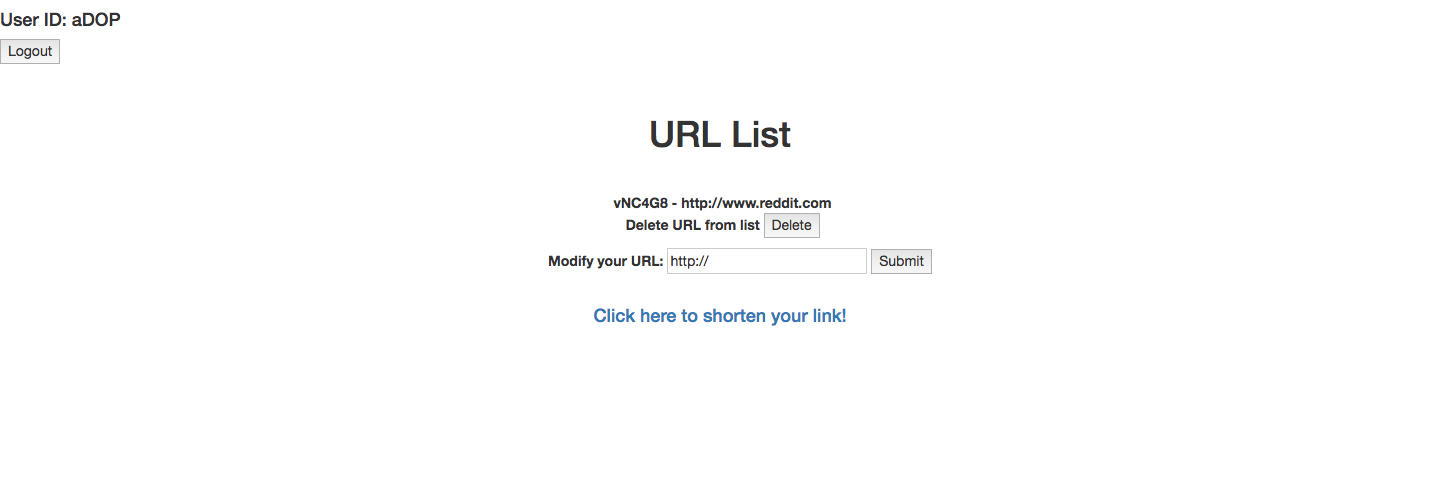 User ID: aDOP
Logout
URL List
vNC4G8 - http://www.reddit.com
Delete URL from list Delete
Modify your URL: http:// Submit
Click here to shorten your link!